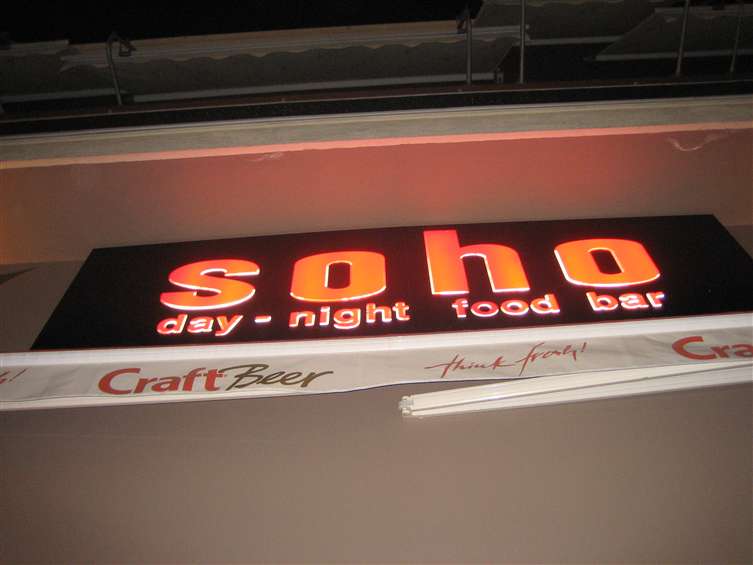 soho
day - night food bar
Craft Beer think fresh! Cra